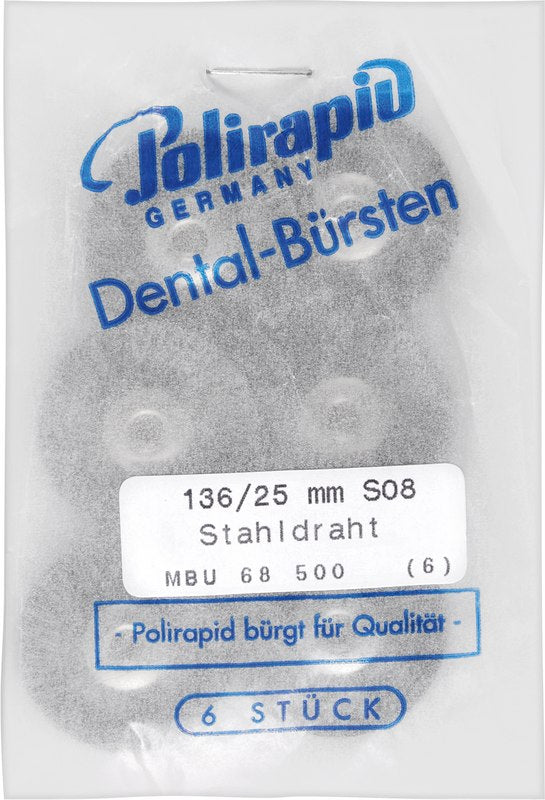 Polirapid
GERMANY
Dental-Bürsten
136/25 mm S08
Stahldraht
MBU 68 500 (6)
- Polirapid bürgt für Qualität -
6 STÜCK